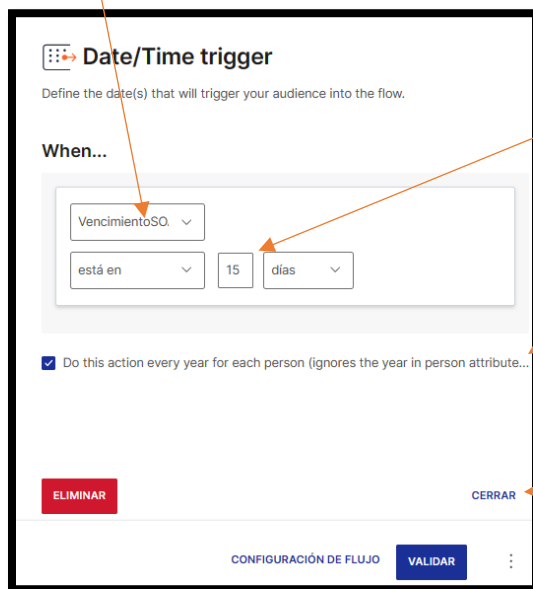 Date/Time trigger
Define the date(s) that will trigger your audience into the flow.
When...
VencimientoSO.
está en 15 días
Do this action every year for each person (ignores the year in person attribute...
ELIMINAR CERRAR
CONFIGURACIÓN DE FLUJO VALIDAR